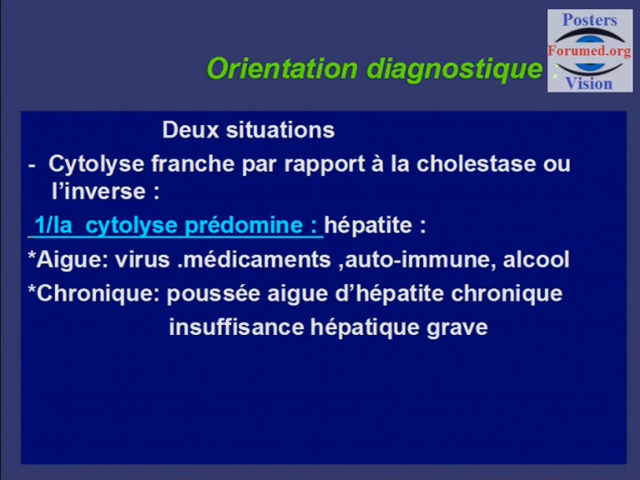 Posters
Forumed.org
Vision
Orientation diagnostique :
Deux situations
- Cytolyse franche par rapport à la cholestase ou
l’inverse :
1/la cytolyse prédomine : hépatite :
*Aigue: virus .médicaments ,auto-immune, alcool
*Chronique: poussée aigue d’hépatite chronique
insuffisance hépatique grave